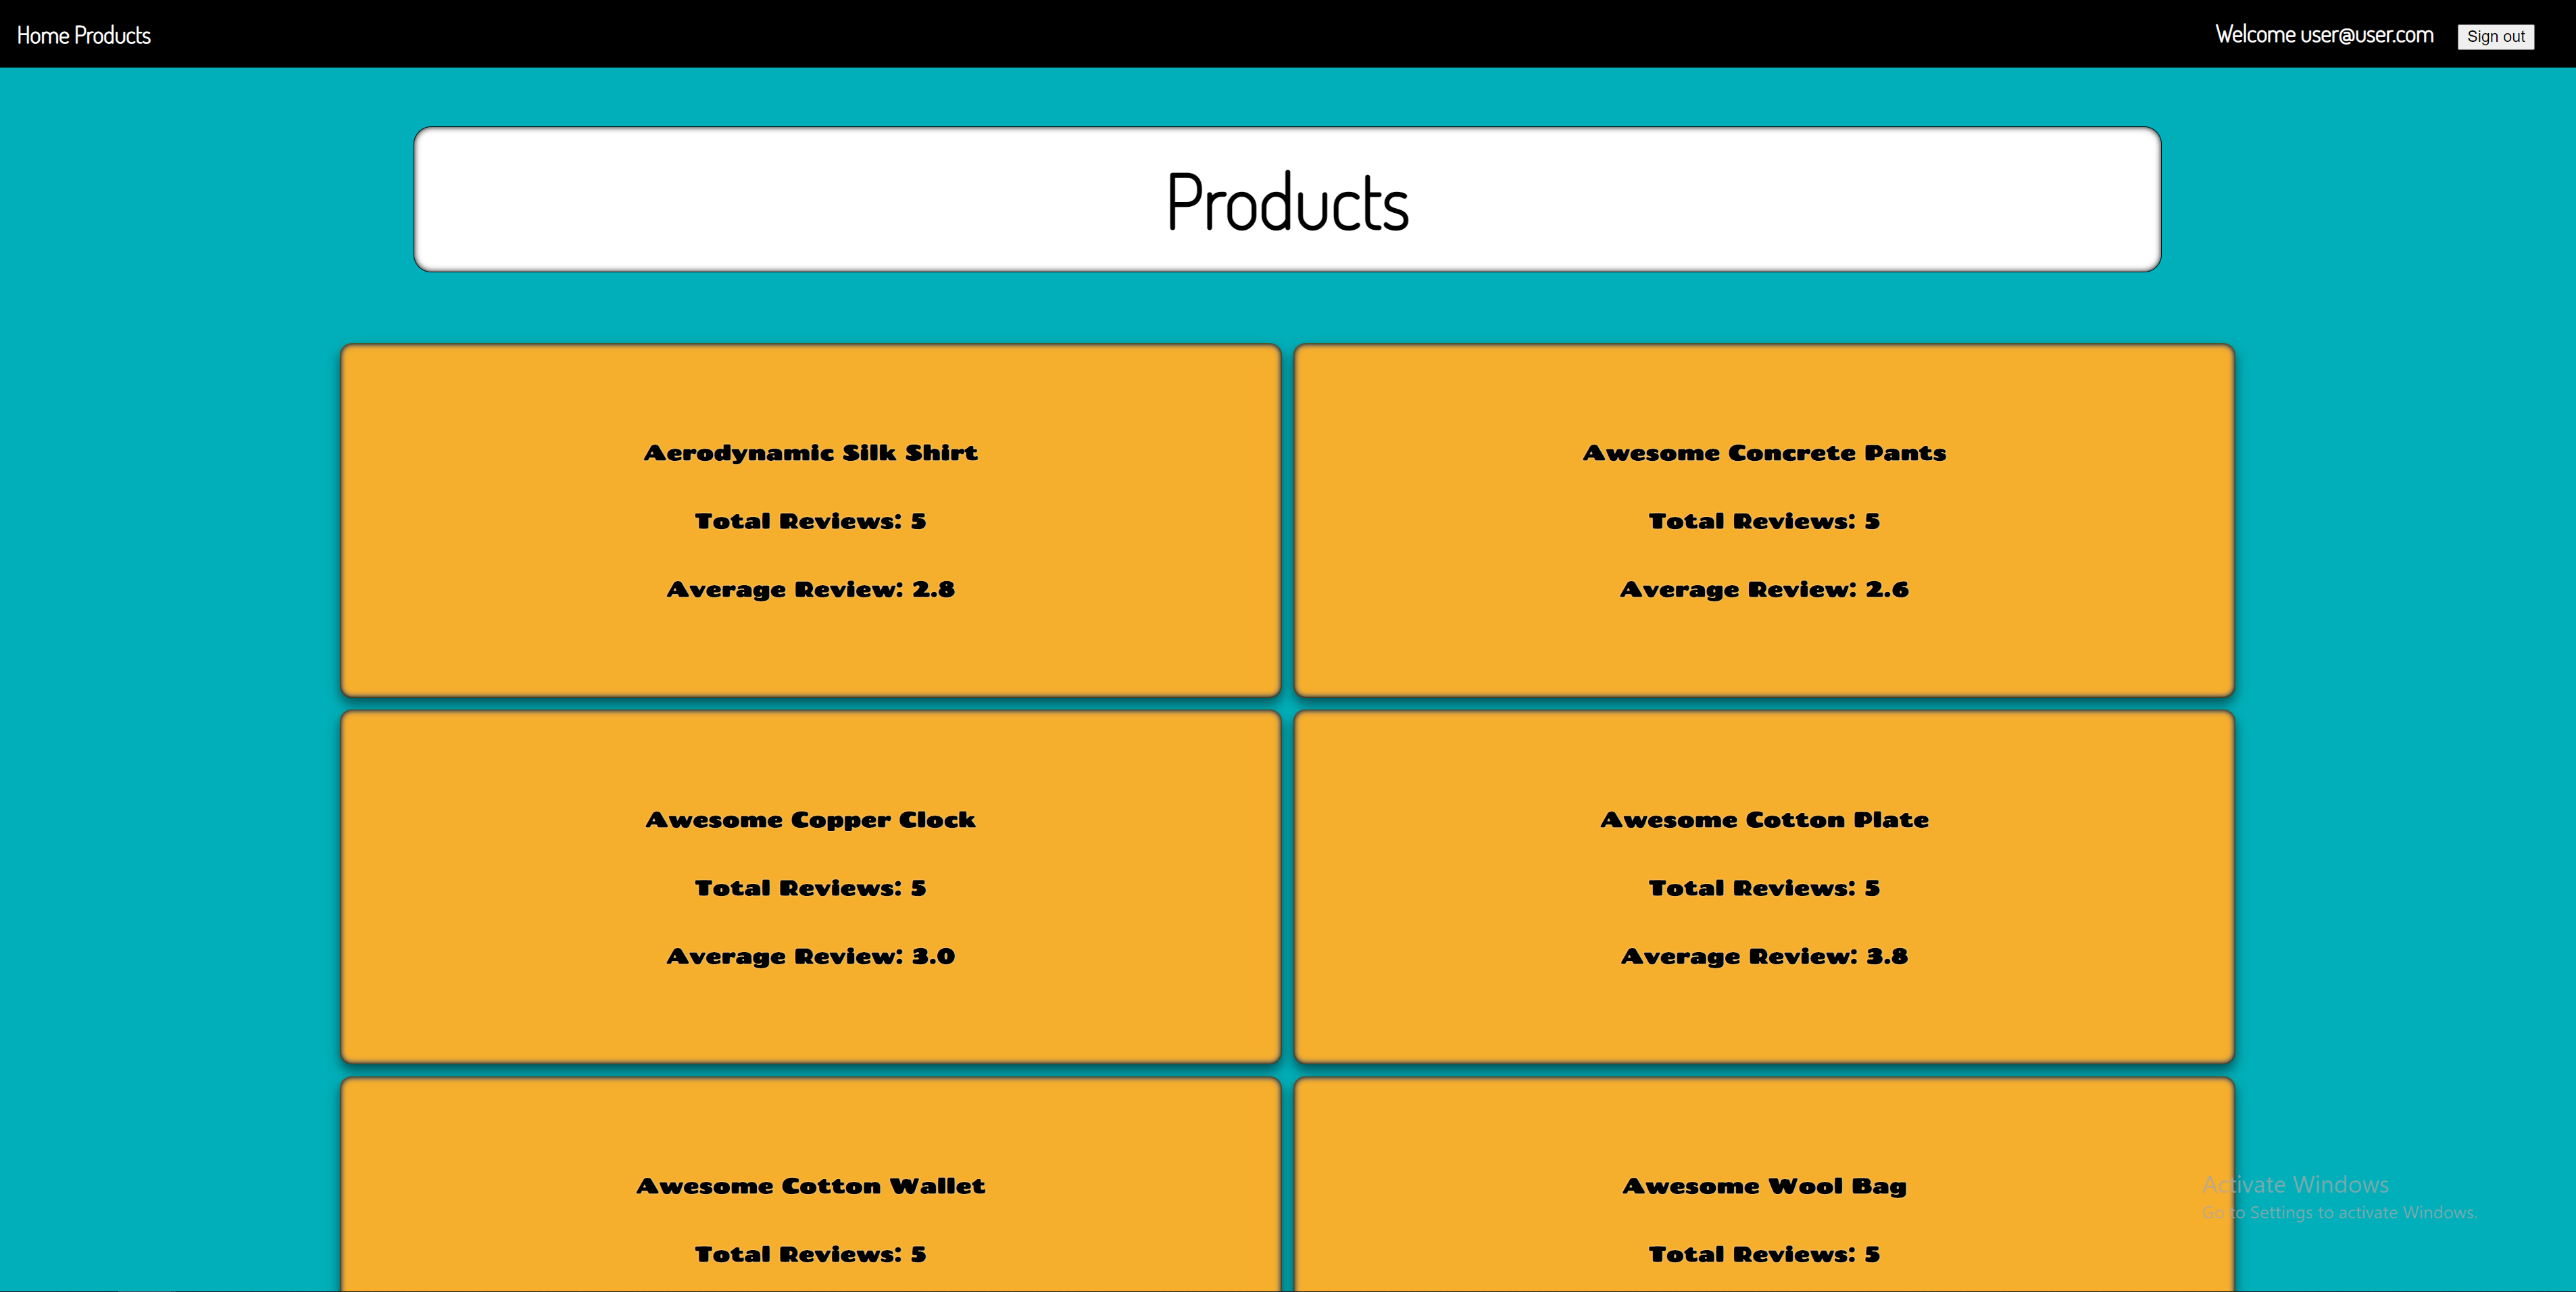 Home Products
Welcome user@user.com
Sign out
Products
Aerodynamic Silk Shirt
Total Reviews: 5
Average Review: 2.8
Awesome Concrete Pants
Total Reviews: 5
Average Review: 2.6
Awesome Copper Clock
Total Reviews: 5
Average Review: 3.0
Awesome Cotton Plate
Total Reviews: 5
Average Review: 3.8
Awesome Cotton Wallet
Total Reviews: 5
Awesome Wool Bag
Total Reviews: 5
Activate Windows
Go to Settings to activate Windows.